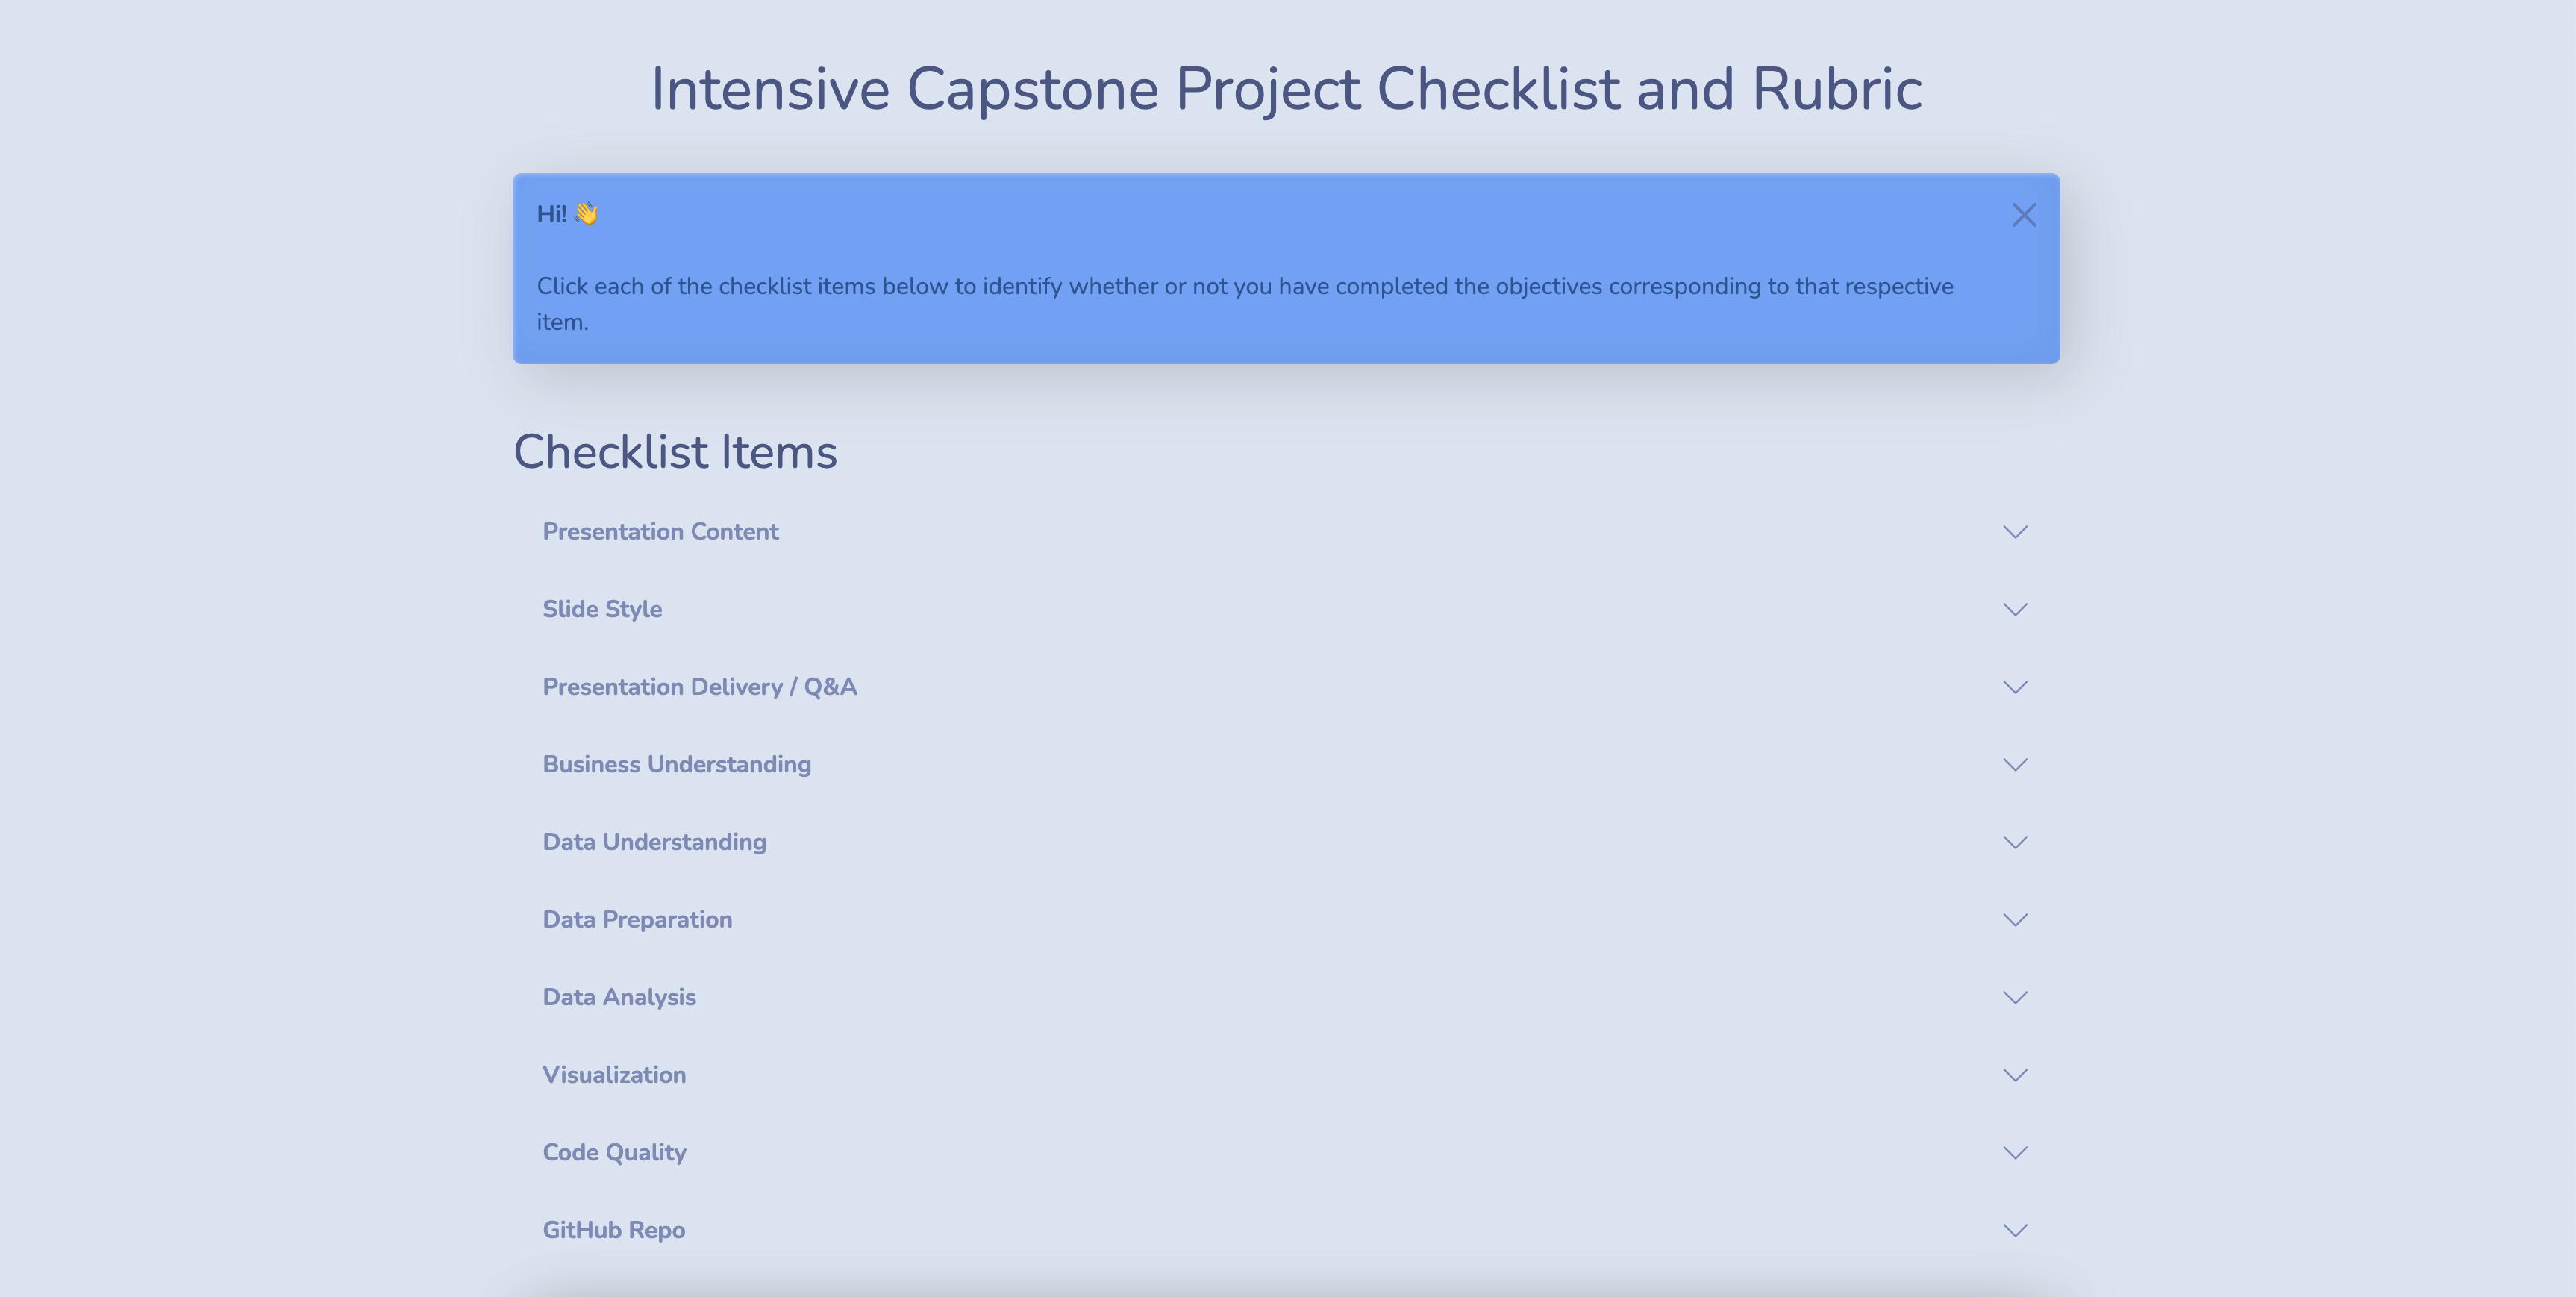 Intensive Capstone Project Checklist and Rubric
Hi! 👋
Click each of the checklist items below to identify whether or not you have completed the objectives corresponding to that respective
item.
Checklist Items
Presentation Content
Slide Style
Presentation Delivery / Q&A
Business Understanding
Data Understanding
Data Preparation
Data Analysis
Visualization
Code Quality
GitHub Repo